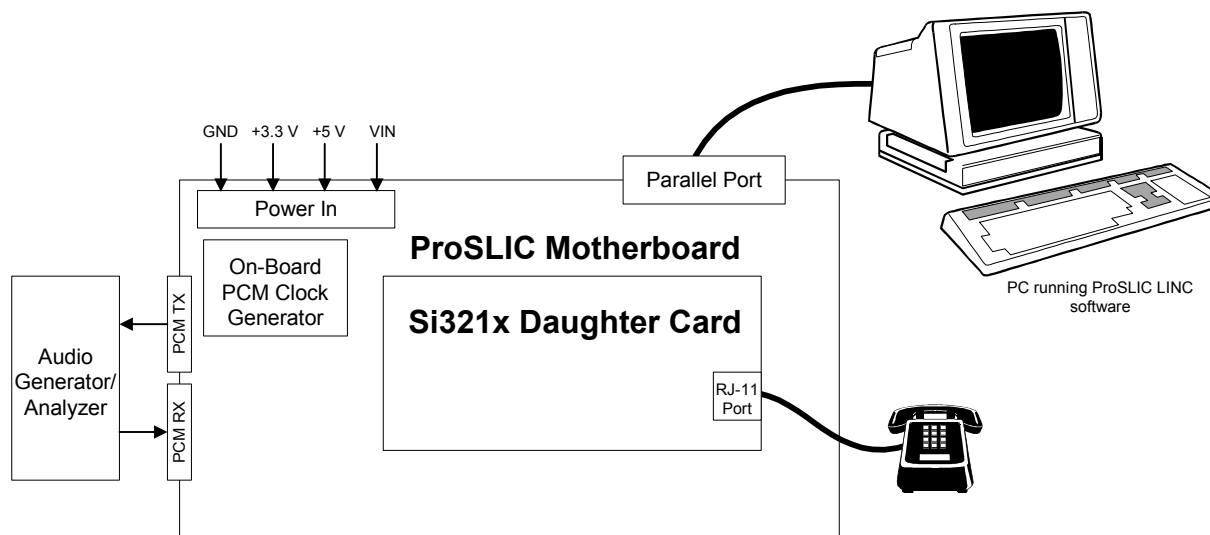 GND +3.3 V +5 V VIN
Power In
Parallel Port
ProSLIC Motherboard
On-Board
PCM Clock
Generator
Si321x Daughter Card
PC running ProSLIC LINC
software
Audio
Generator/
Analyzer
PCM TX
PCM RX
RJ-11
Port